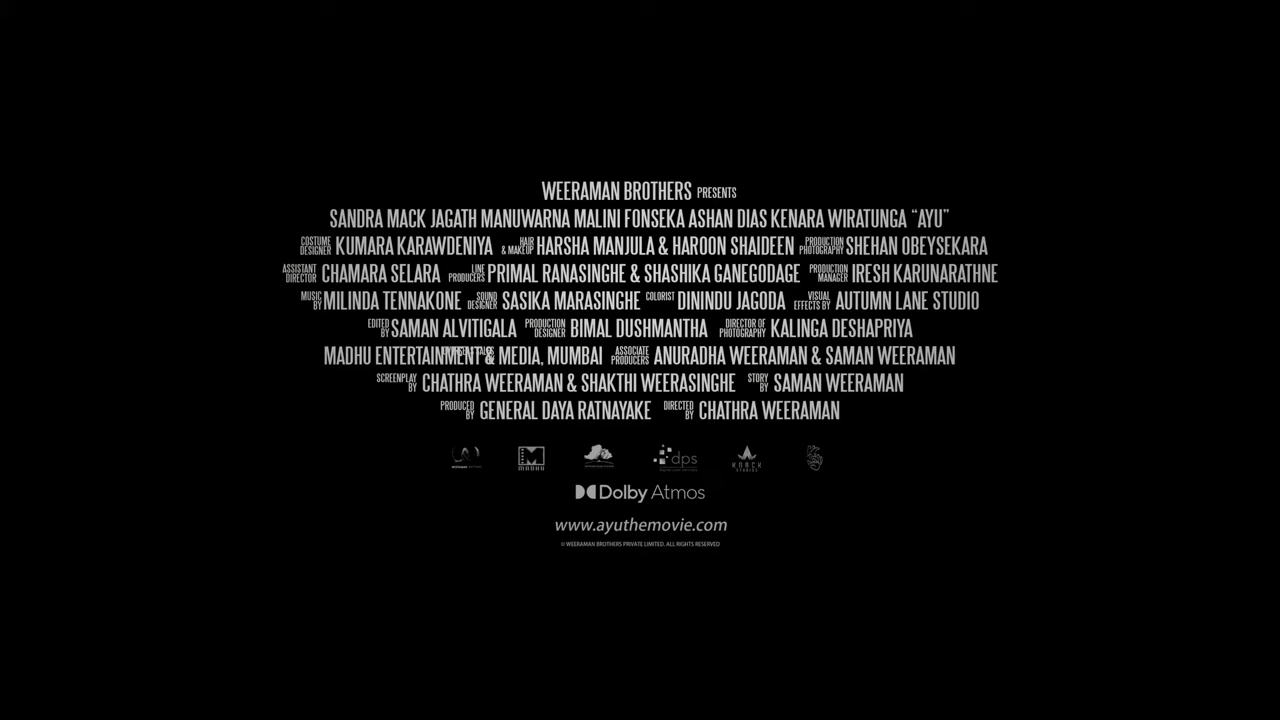 WEERAMAN BROTHERS PRESENTS
SANDRA MACK JAGATH MANUWARNA MALINI FONSEKA ASHAN DIAS KENARA WIRATUNGA “AYU”
COSTUME DESIGNER KUMARA KARAWDENIYA HAIR & MAKEUP HARSHA MANJULA & HAROON SHAIDEEN PRODUCTION PHOTOGRAPHY SHEHAN OBEYSEKARA
ASSISTANT DIRECTOR CHAMARA SELARA LINE PRODUCERS PRIMAL RANASINGHE & SHASHIKA GANEGODAGE PRODUCTION MANAGER IRESH KARUNARATHNE
MUSIC BY MILINDA TENNAKONE SOUND DESIGNER SASIKA MARASINGHE COLORIST DININDU JAGODA VISUAL EFFECTS BY AUTUMN LANE STUDIO
EDITED BY SAMAN ALVITIGALA PRODUCTION DESIGNER BIMAL DUSHMANTHA DIRECTOR OF PHOTOGRAPHY KALINGA DESHAPRIYA
MADHU ENTERTAINMENT & MEDIA, MUMBAI ASSOCIATE PRODUCERS ANURADHA WEERAMAN & SAMAN WEERAMAN
SCREENPLAY BY CHATHRA WEERAMAN & SHAKTHI WEERASINGHE STORY BY SAMAN WEERAMAN
PRODUCED BY GENERAL DAYA RATNAYAKE DIRECTED BY CHATHRA WEERAMAN
MADHU dps KNACK STUDIOS
Dolby Atmos
www.ayuthemovie.com
© WEERAMAN BROTHERS PRIVATE LIMITED. ALL RIGHTS RESERVED